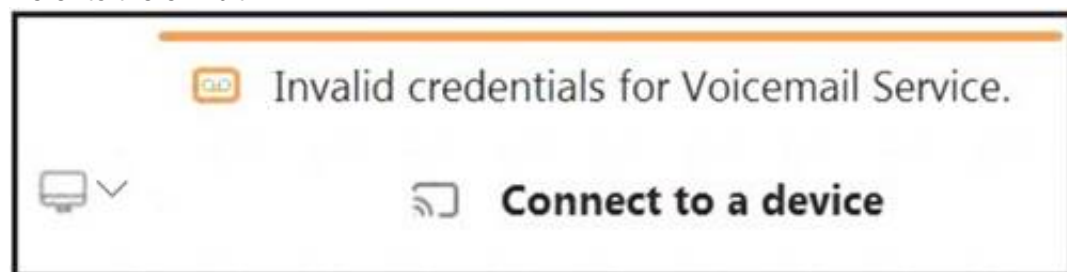 Invalid credentials for Voicemail Service.
Connect to a device